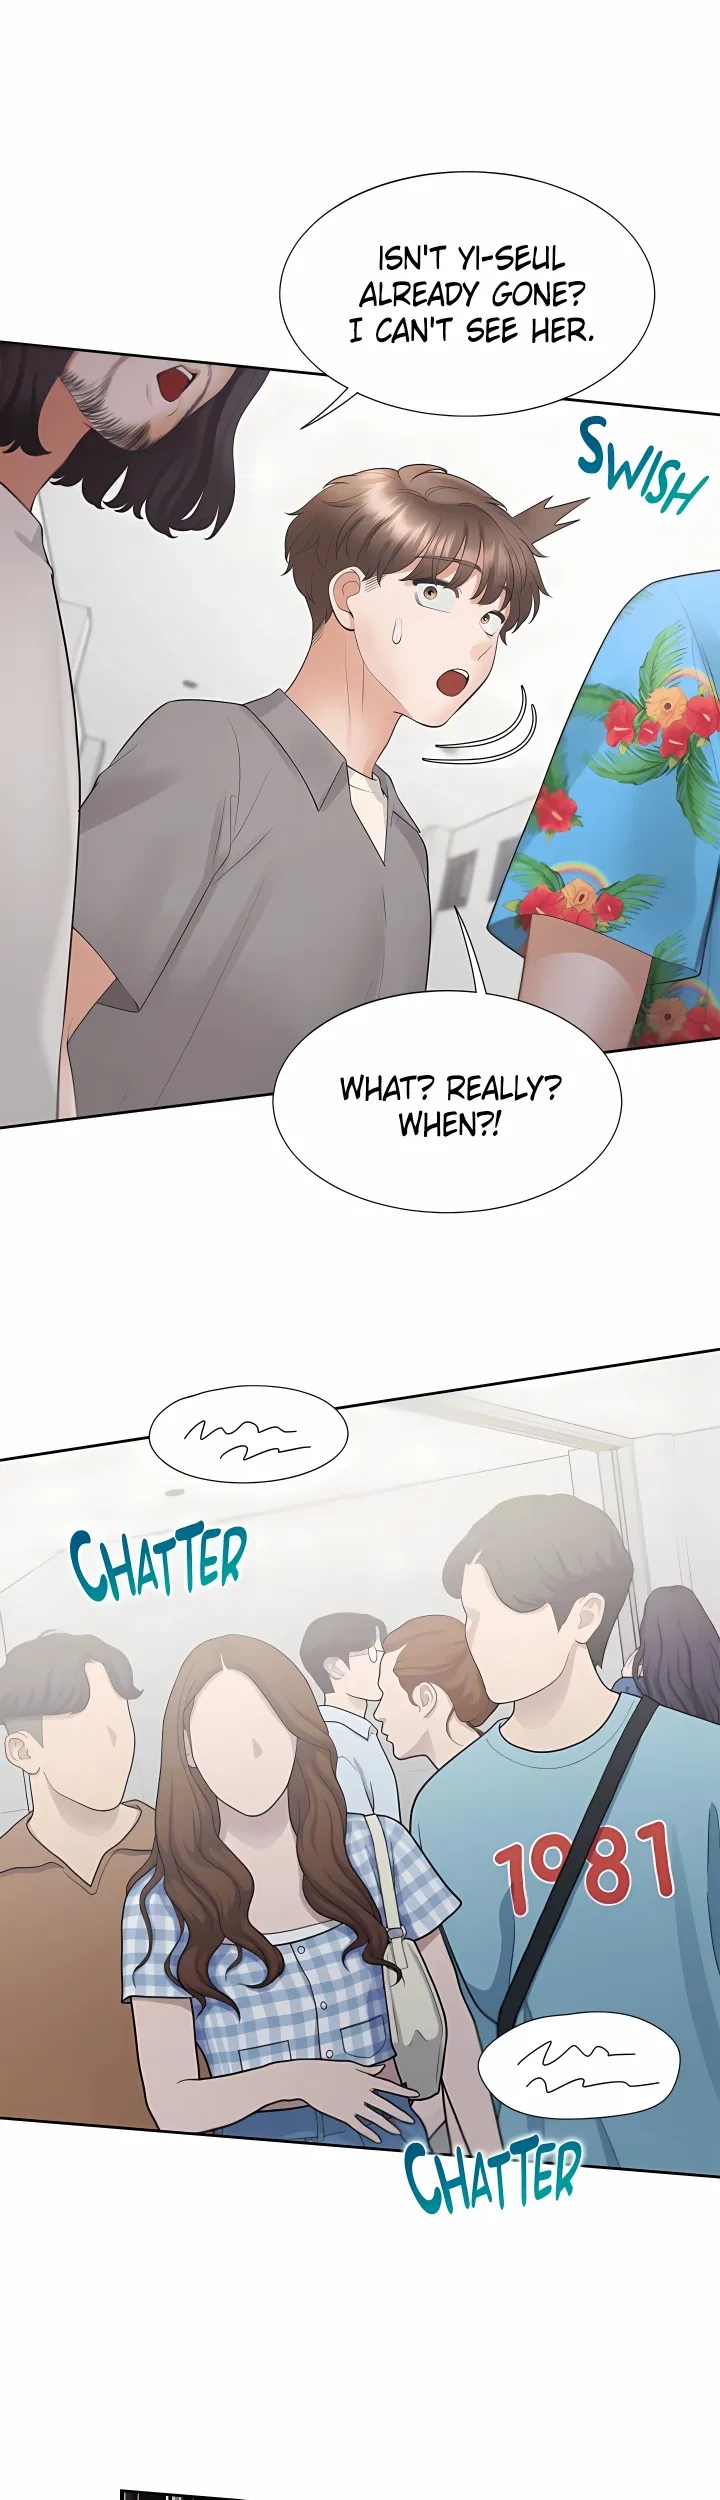 ISN'T YI-SEUL
ALREADY GONE?
I CAN'T SEE HER.
SWISH
WHAT? REALLY?
WHEN?!
CHATTER
1981
CHATTER